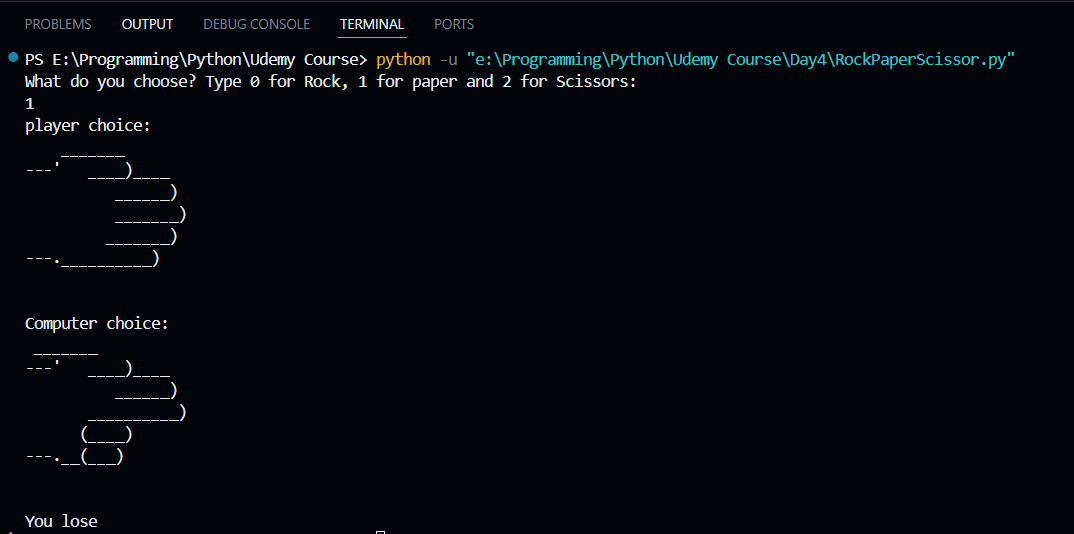 PROBLEMS OUTPUT DEBUG CONSOLE TERMINAL PORTS
PS E:\Programming\Python\Udemy Course> python -u "e:\Programming\Python\Udemy Course\Day4\RockPaperScissor.py"
What do you choose? Type 0 for Rock, 1 for paper and 2 for Scissors:
1
player choice:
    _______
---'   ____)____
          ______)
          _______)
         _______)
---.__________)
Computer choice:
 _______
---'   ____)____
          ______)
       __________)
      (____)
---.__(___)
You lose